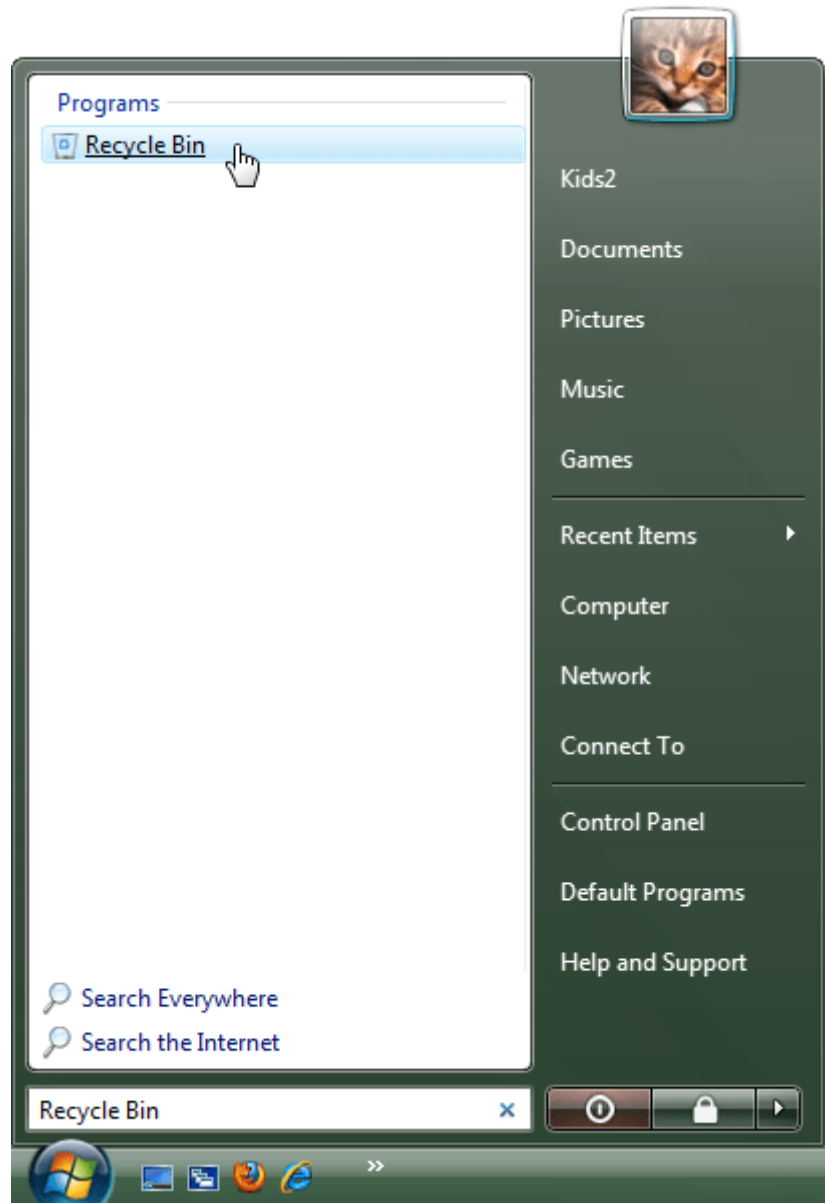 Programs
Recycle Bin
Search Everywhere
Search the Internet
Recycle Bin
Kids2
Documents
Pictures
Music
Games
Recent Items
Computer
Network
Connect To
Control Panel
Default Programs
Help and Support